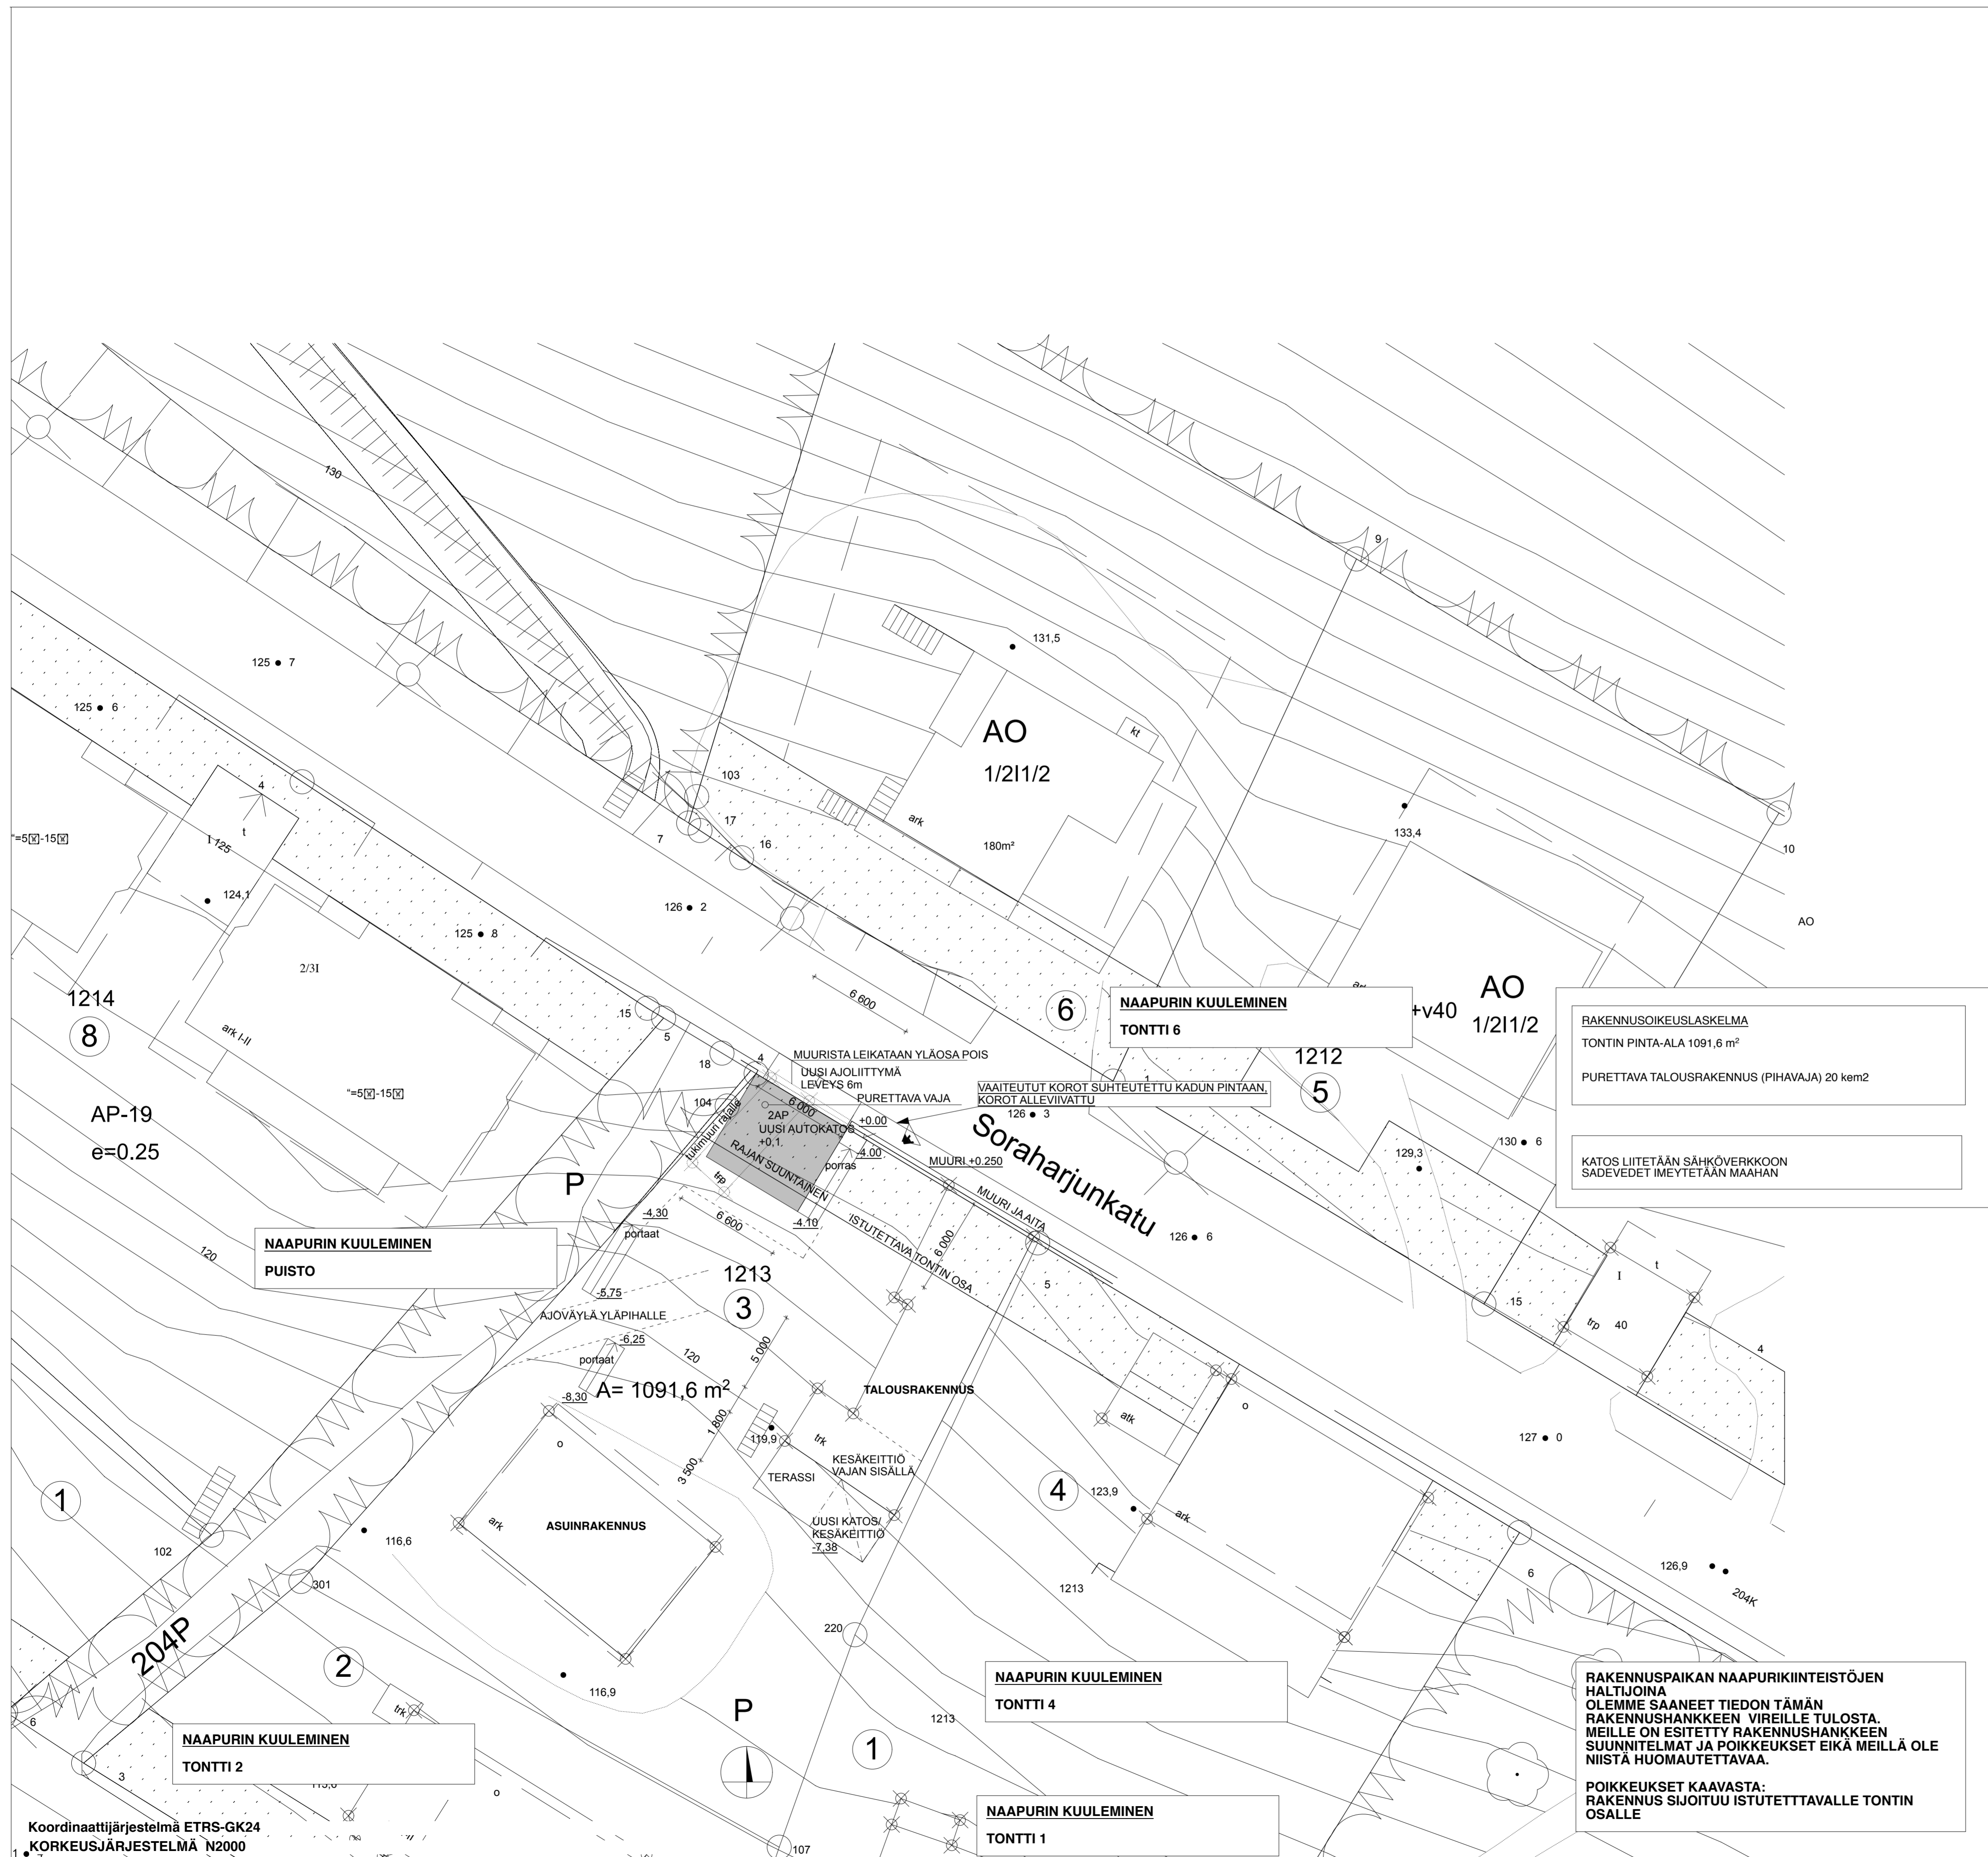 130
9
131,5
125 7
125 6
AO
kt
1/2I1/2
103
4
t
I
125
17
ark
7
16
180m²
133,4
10
"=5☒-15☒
124,1
126 2
AO
125 8
2/3I
AO
1214
6 600
6
NAAPURIN KUULEMINEN
TONTTI 6
+v40
1/2I1/2
RAKENNUSOIKEUSLASKELMA
TONTIN PINTA-ALA 1091,6 m²
PURETTAVA TALOUSRAKENNUS (PIHAVAJA) 20 kem2
8
ark I-II
15
5
18
4
MUURISTA LEIKATAAN YLÄOSA POIS
UUSI AJOLIITTYMÄ
LEVEYS 6m
PURETTAVA VAJA
1212
5
1
VAAITEUTUT KOROT SUHTEUTETTU KADUN PINTAAN,
KOROT ALLEVIIVATTU
"=5☒-15☒
AP-19
e=0.25
104
tukimuuri rajalle
6 000
2AP
UUSI AUTOKATOS
+0,1.
+0.00
126 3
Soraharjunkatu
RAJAN SUUNTAINEN
-4.00
porras
MUURI +0.250
129,3
130 6
KATOS LIITETÄÄN SÄHKÖVERKKOON
SADEVEDET IMEYTETÄÄN MAAHAN
P
trp
-4,30
portaat
6 600
-4.10
MUURI JA AITA
ISTUTETTAVA TONTIN OSA
6 000
126 6
NAAPURIN KUULEMINEN
PUISTO
120
1213
3
-5,75
AJOVÄYLÄ YLÄPIHALLE
5
I
t
15
trp 40
-6,25
portaat
120
5 000
4
A= 1091,6 m²
-8,30
TALOUSRAKENNUS
1 800
119,9
trk
3 500
KESÄKEITTIÖ
VAJAN SISÄLLÄ
TERASSI
atk
o
127 0
o
1
ark
ASUINRAKENNUS
UUSI KATOS/
KESÄKEITTIÖ
-7,38
4
123,9
ark
116,6
102
301
1213
126,9
6
204K
204P
2
220
116,9
NAAPURIN KUULEMINEN
TONTTI 4
RAKENNUSPAIKAN NAAPURIKIINTEISTÖJEN
HALTIJOINA
OLEMME SAANEET TIEDON TÄMÄN
RAKENNUSHANKKEEN VIREILLE TULOSTA.
MEILLE ON ESITETTY RAKENNUSHANKKEEN
SUUNNITELMAT JA POIKKEUKSET EIKÄ MEILLÄ OLE
NIISTÄ HUOMAUTETTAVAA.
POIKKEUKSET KAAVASTA:
RAKENNUS SIJOITUU ISTUTETTTAVALLE TONTIN
OSALLE
6
trk
P
1213
1
NAAPURIN KUULEMINEN
TONTTI 2
3
o
NAAPURIN KUULEMINEN
TONTTI 1
107
Koordinaattijärjestelmä ETRS-GK24
KORKEUSJÄRJESTELMÄ N2000